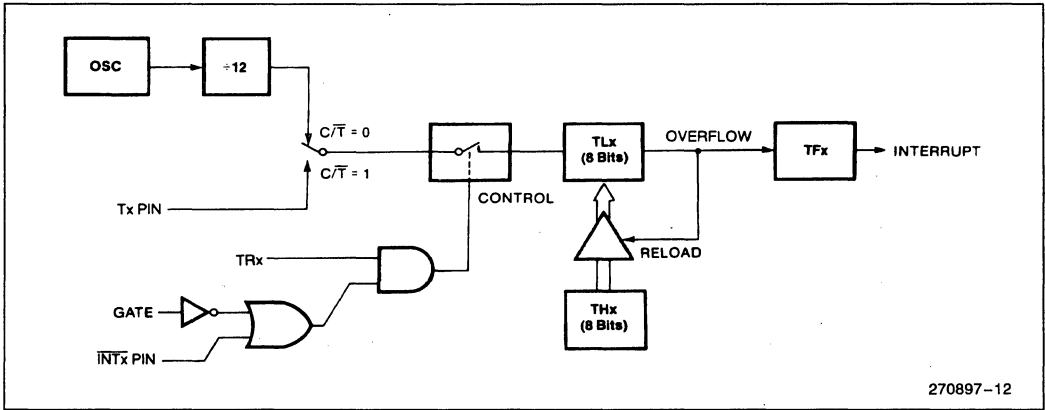 OSC
÷12
C/T̅ = 0
C/T̅ = 1
Tx PIN
CONTROL
TLx
(8 Bits)
OVERFLOW
TFx
INTERRUPT
RELOAD
TRx
GATE
I̅N̅T̅x̅ PIN
THx
(8 Bits)
270897-12